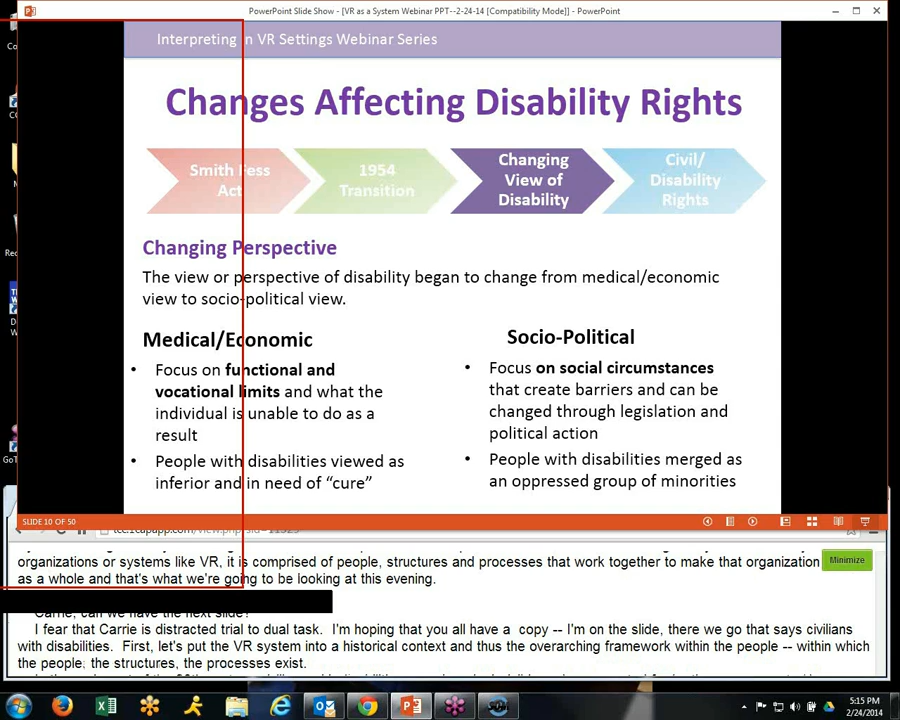 PowerPoint Slide Show - [VR as a System Webinar PPT--2-24-14 [Compatibility Mode]] - PowerPoint
Interpreting in VR Settings Webinar Series
Changes Affecting Disability Rights
Smith Fess
Act
1954
Transition
Changing
View of
Disability
Civil/
Disability
Rights
Changing Perspective
The view or perspective of disability began to change from medical/economic
view to socio-political view.
Medical/Economic
• Focus on functional and
vocational limits and what the
individual is unable to do as a
result
• People with disabilities viewed as
inferior and in need of “cure”
Socio-Political
• Focus on social circumstances
that create barriers and can be
changed through legislation and
political action
• People with disabilities merged as
an oppressed group of minorities
SLIDE 10 OF 50
organizations or systems like VR, it is comprised of people, structures and processes that work together to make that organization
as a whole and that's what we're going to be looking at this evening.
Minimize
Carrie, can we have the next slide?
I fear that Carrie is distracted trial to dual task. I'm hoping that you all have a copy -- I'm on the slide, there we go that says civilians
with disabilities. First, let's put the VR system into a historical context and thus the overarching framework within the people -- within which
the people; the structures, the processes exist.
5:15 PM
2/24/2014